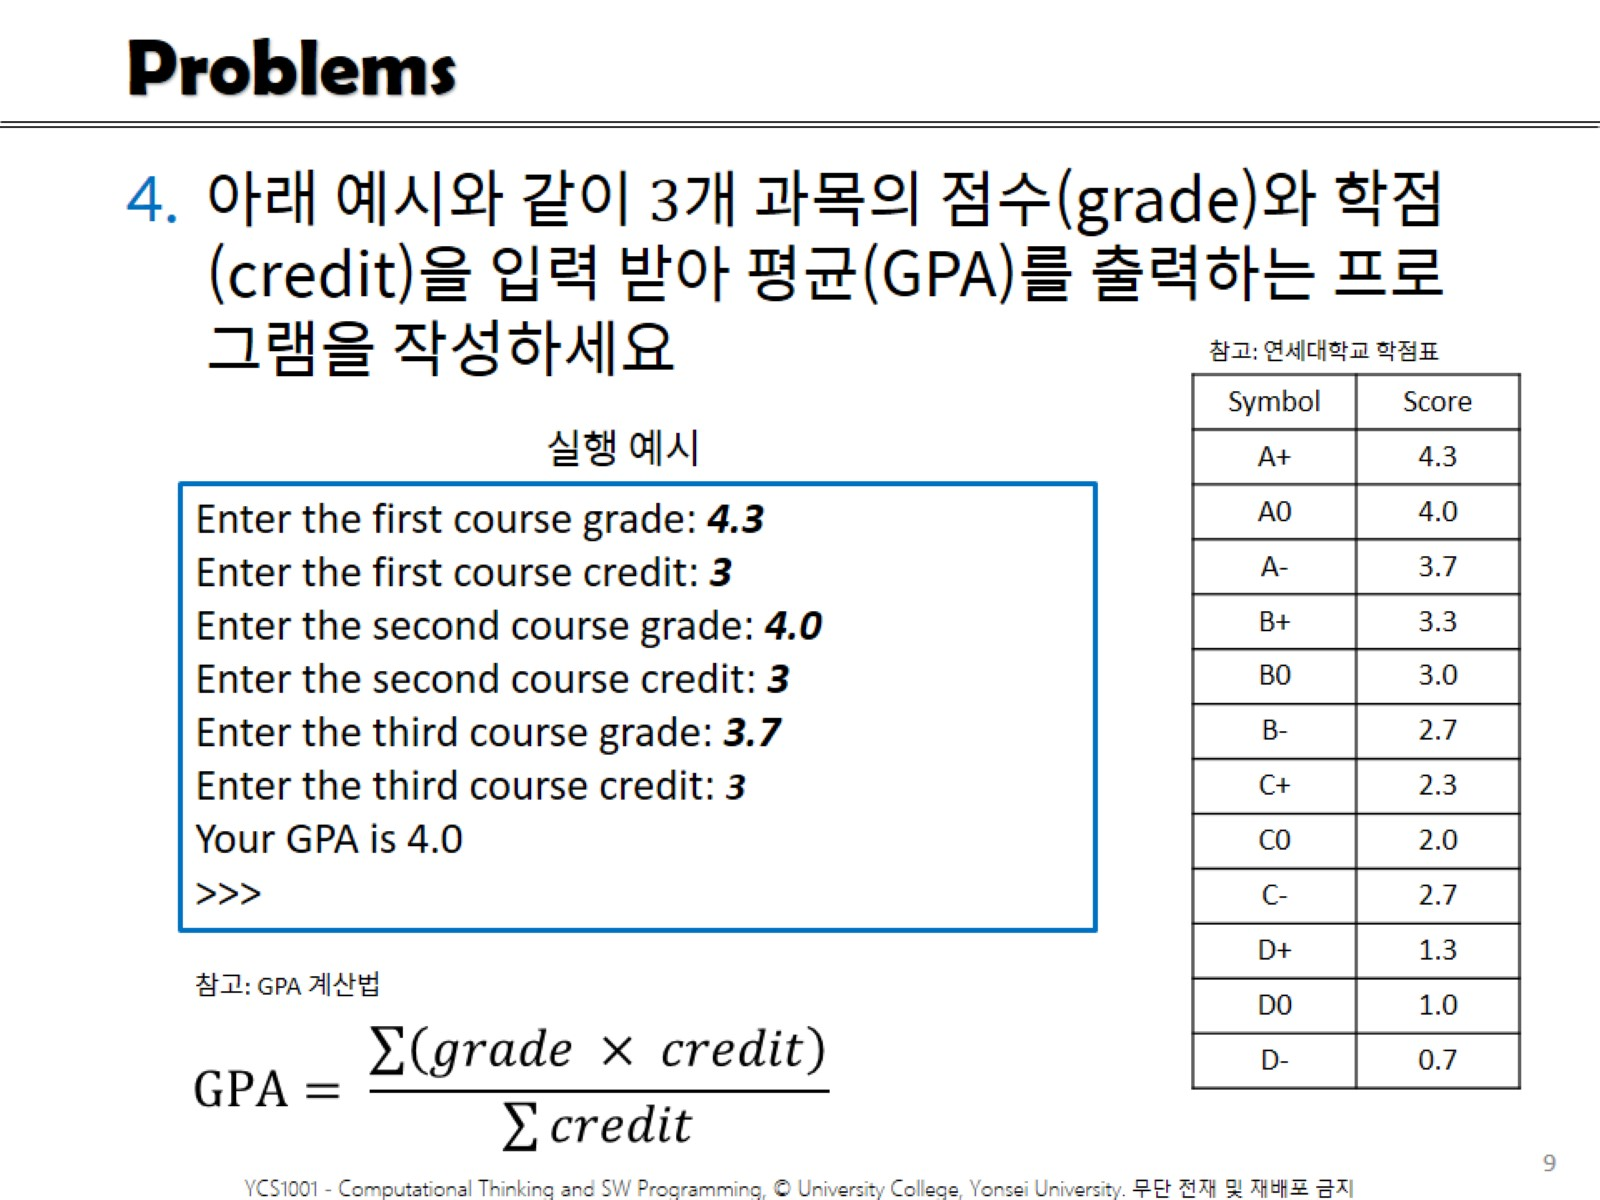 Problems
4. 아래 예시와 같이 3개 과목의 점수(grade)와 학점
(credit)을 입력 받아 평균(GPA)를 출력하는 프로
그램을 작성하세요
실행 예시
Enter the first course grade: 4.3
Enter the first course credit: 3
Enter the second course grade: 4.0
Enter the second course credit: 3
Enter the third course grade: 3.7
Enter the third course credit: 3
Your GPA is 4.0
>>>
참고: GPA 계산법
GPA = ∑(grade × credit) / ∑ credit
참고: 연세대학교 학점표
Symbol Score
A+ 4.3
A0 4.0
A- 3.7
B+ 3.3
B0 3.0
B- 2.7
C+ 2.3
C0 2.0
C- 2.7
D+ 1.3
D0 1.0
D- 0.7
9
YCS1001 - Computational Thinking and SW Programming, © University College, Yonsei University. 무단 전재 및 재배포 금지